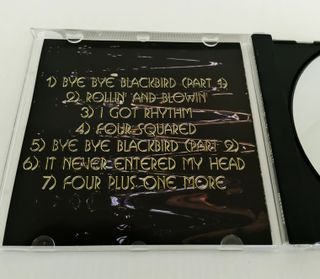 1) BYE BYE BLACKBIRD (PART 1)
2) ROLLIN' AND BLOWIN'
3) I GOT RHYTHM
4) FOUR SQUARED
5) BYE BYE BLACKBIRD (PART 2)
6) IT NEVER ENTERED MY HEAD
7) FOUR PLUS ONE MORE